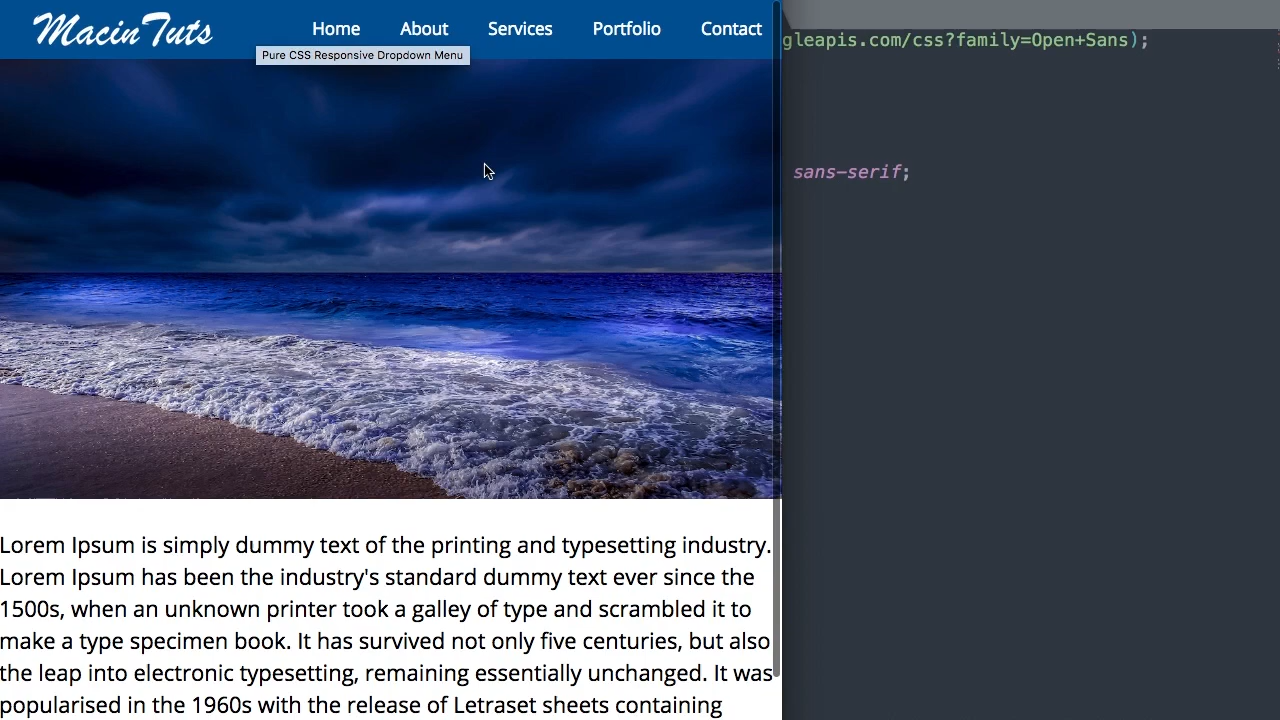 MacinTuts
Home About Services Portfolio Contact
Pure CSS Responsive Dropdown Menu
gleapis.com/css?family=Open+Sans);
sans-serif;
Lorem Ipsum is simply dummy text of the printing and typesetting industry.
Lorem Ipsum has been the industry's standard dummy text ever since the
1500s, when an unknown printer took a galley of type and scrambled it to
make a type specimen book. It has survived not only five centuries, but also
the leap into electronic typesetting, remaining essentially unchanged. It was
popularised in the 1960s with the release of Letraset sheets containing